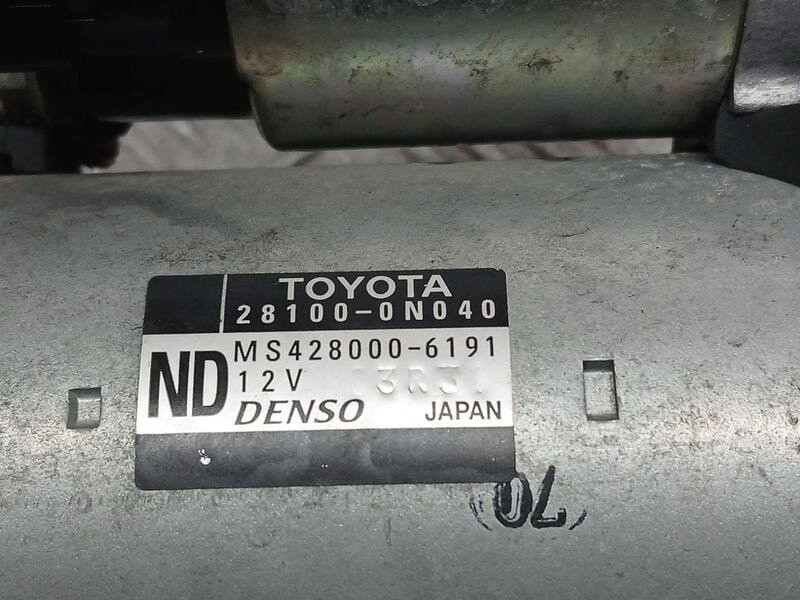 TOYOTA
28100-0N040
ND
MS428000-6191
12V
DENSO JAPAN